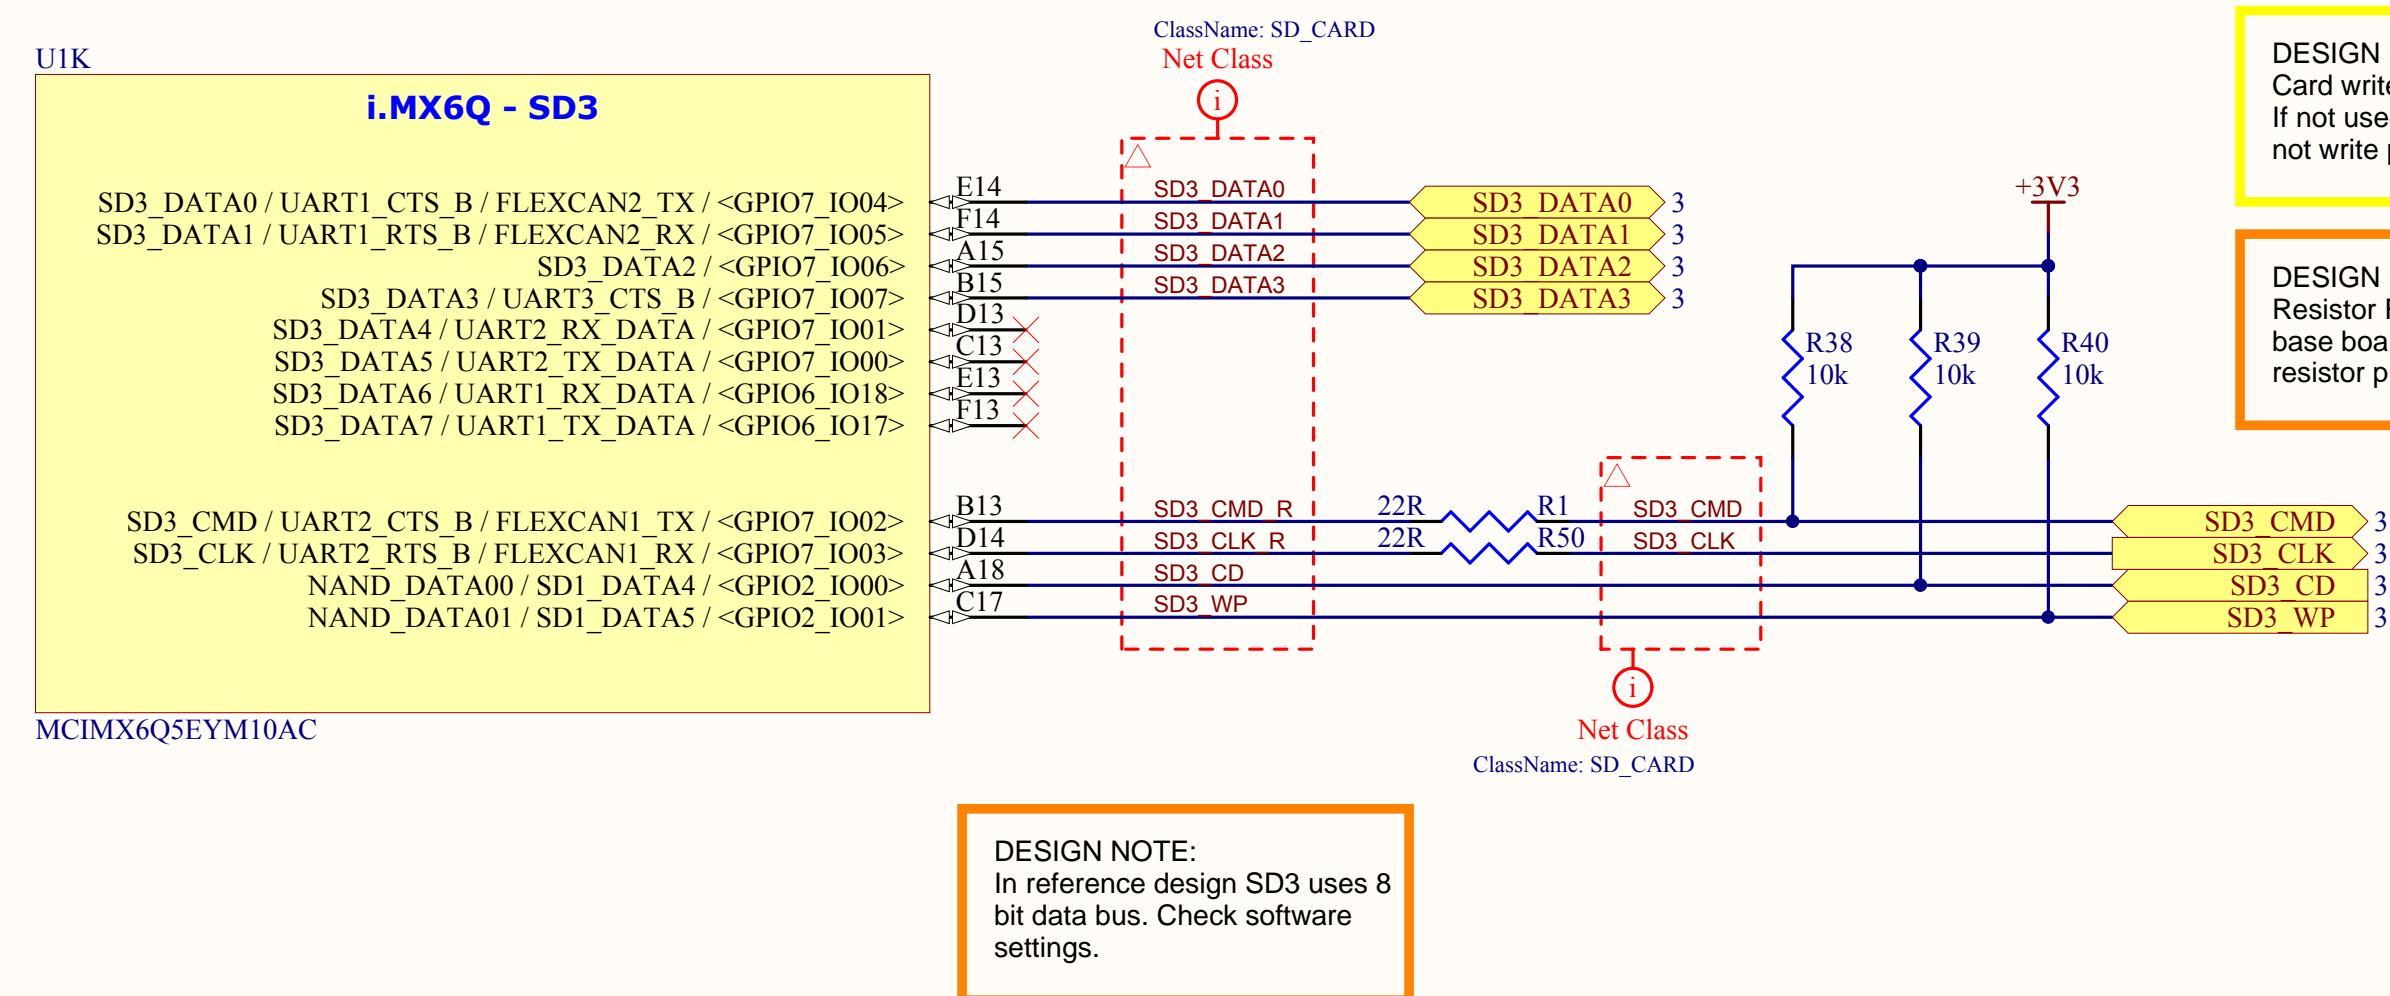 ClassName: SD_CARD
Net Class
i
U1K
i.MX6Q - SD3
SD3_DATA0 / UART1_CTS_B / FLEXCAN2_TX / <GPIO7_IO04> E14 SD3_DATA0 SD3_DATA0 3
SD3_DATA1 / UART1_RTS_B / FLEXCAN2_RX / <GPIO7_IO05> F14 SD3_DATA1 SD3_DATA1 3
SD3_DATA2 / <GPIO7_IO06> A15 SD3_DATA2 SD3_DATA2 3
SD3_DATA3 / UART3_CTS_B / <GPIO7_IO07> B15 SD3_DATA3 SD3_DATA3 3
SD3_DATA4 / UART2_RX_DATA / <GPIO7_IO01> D13
SD3_DATA5 / UART2_TX_DATA / <GPIO7_IO00> C13
SD3_DATA6 / UART1_RX_DATA / <GPIO6_IO18> E13
SD3_DATA7 / UART1_TX_DATA / <GPIO6_IO17> F13
+3V3
R38
10k
R39
10k
R40
10k
SD3_CMD / UART2_CTS_B / FLEXCAN1_TX / <GPIO7_IO02> B13 SD3_CMD_R 22R R1 SD3_CMD SD3_CMD 3
SD3_CLK / UART2_RTS_B / FLEXCAN1_RX / <GPIO7_IO03> D14 SD3_CLK_R 22R R50 SD3_CLK SD3_CLK 3
NAND_DATA00 / SD1_DATA4 / <GPIO2_IO00> A18 SD3_CD SD3_CD 3
NAND_DATA01 / SD1_DATA5 / <GPIO2_IO01> C17 SD3_WP SD3_WP 3
MCIMX6Q5EYM10AC
i
Net Class
ClassName: SD_CARD
DESIGN
Card write
If not use
not write
DESIGN
Resistor
base boa
resistor p
DESIGN NOTE:
In reference design SD3 uses 8
bit data bus. Check software
settings.